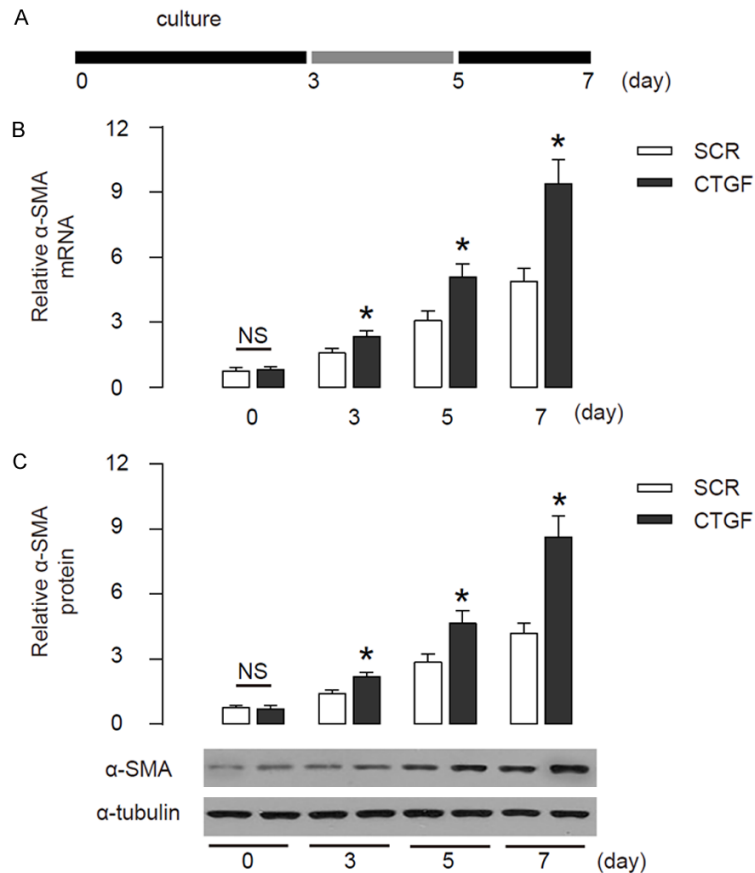 A
culture
0 3 5 7 (day)
B
Relative α-SMA
mRNA
12
9
6
3
0
NS
*
*
*
SCR
CTGF
0 3 5 7 (day)
C
Relative α-SMA
protein
12
9
6
3
0
NS
*
*
*
SCR
CTGF
α-SMA
α-tubulin
0 3 5 7 (day)